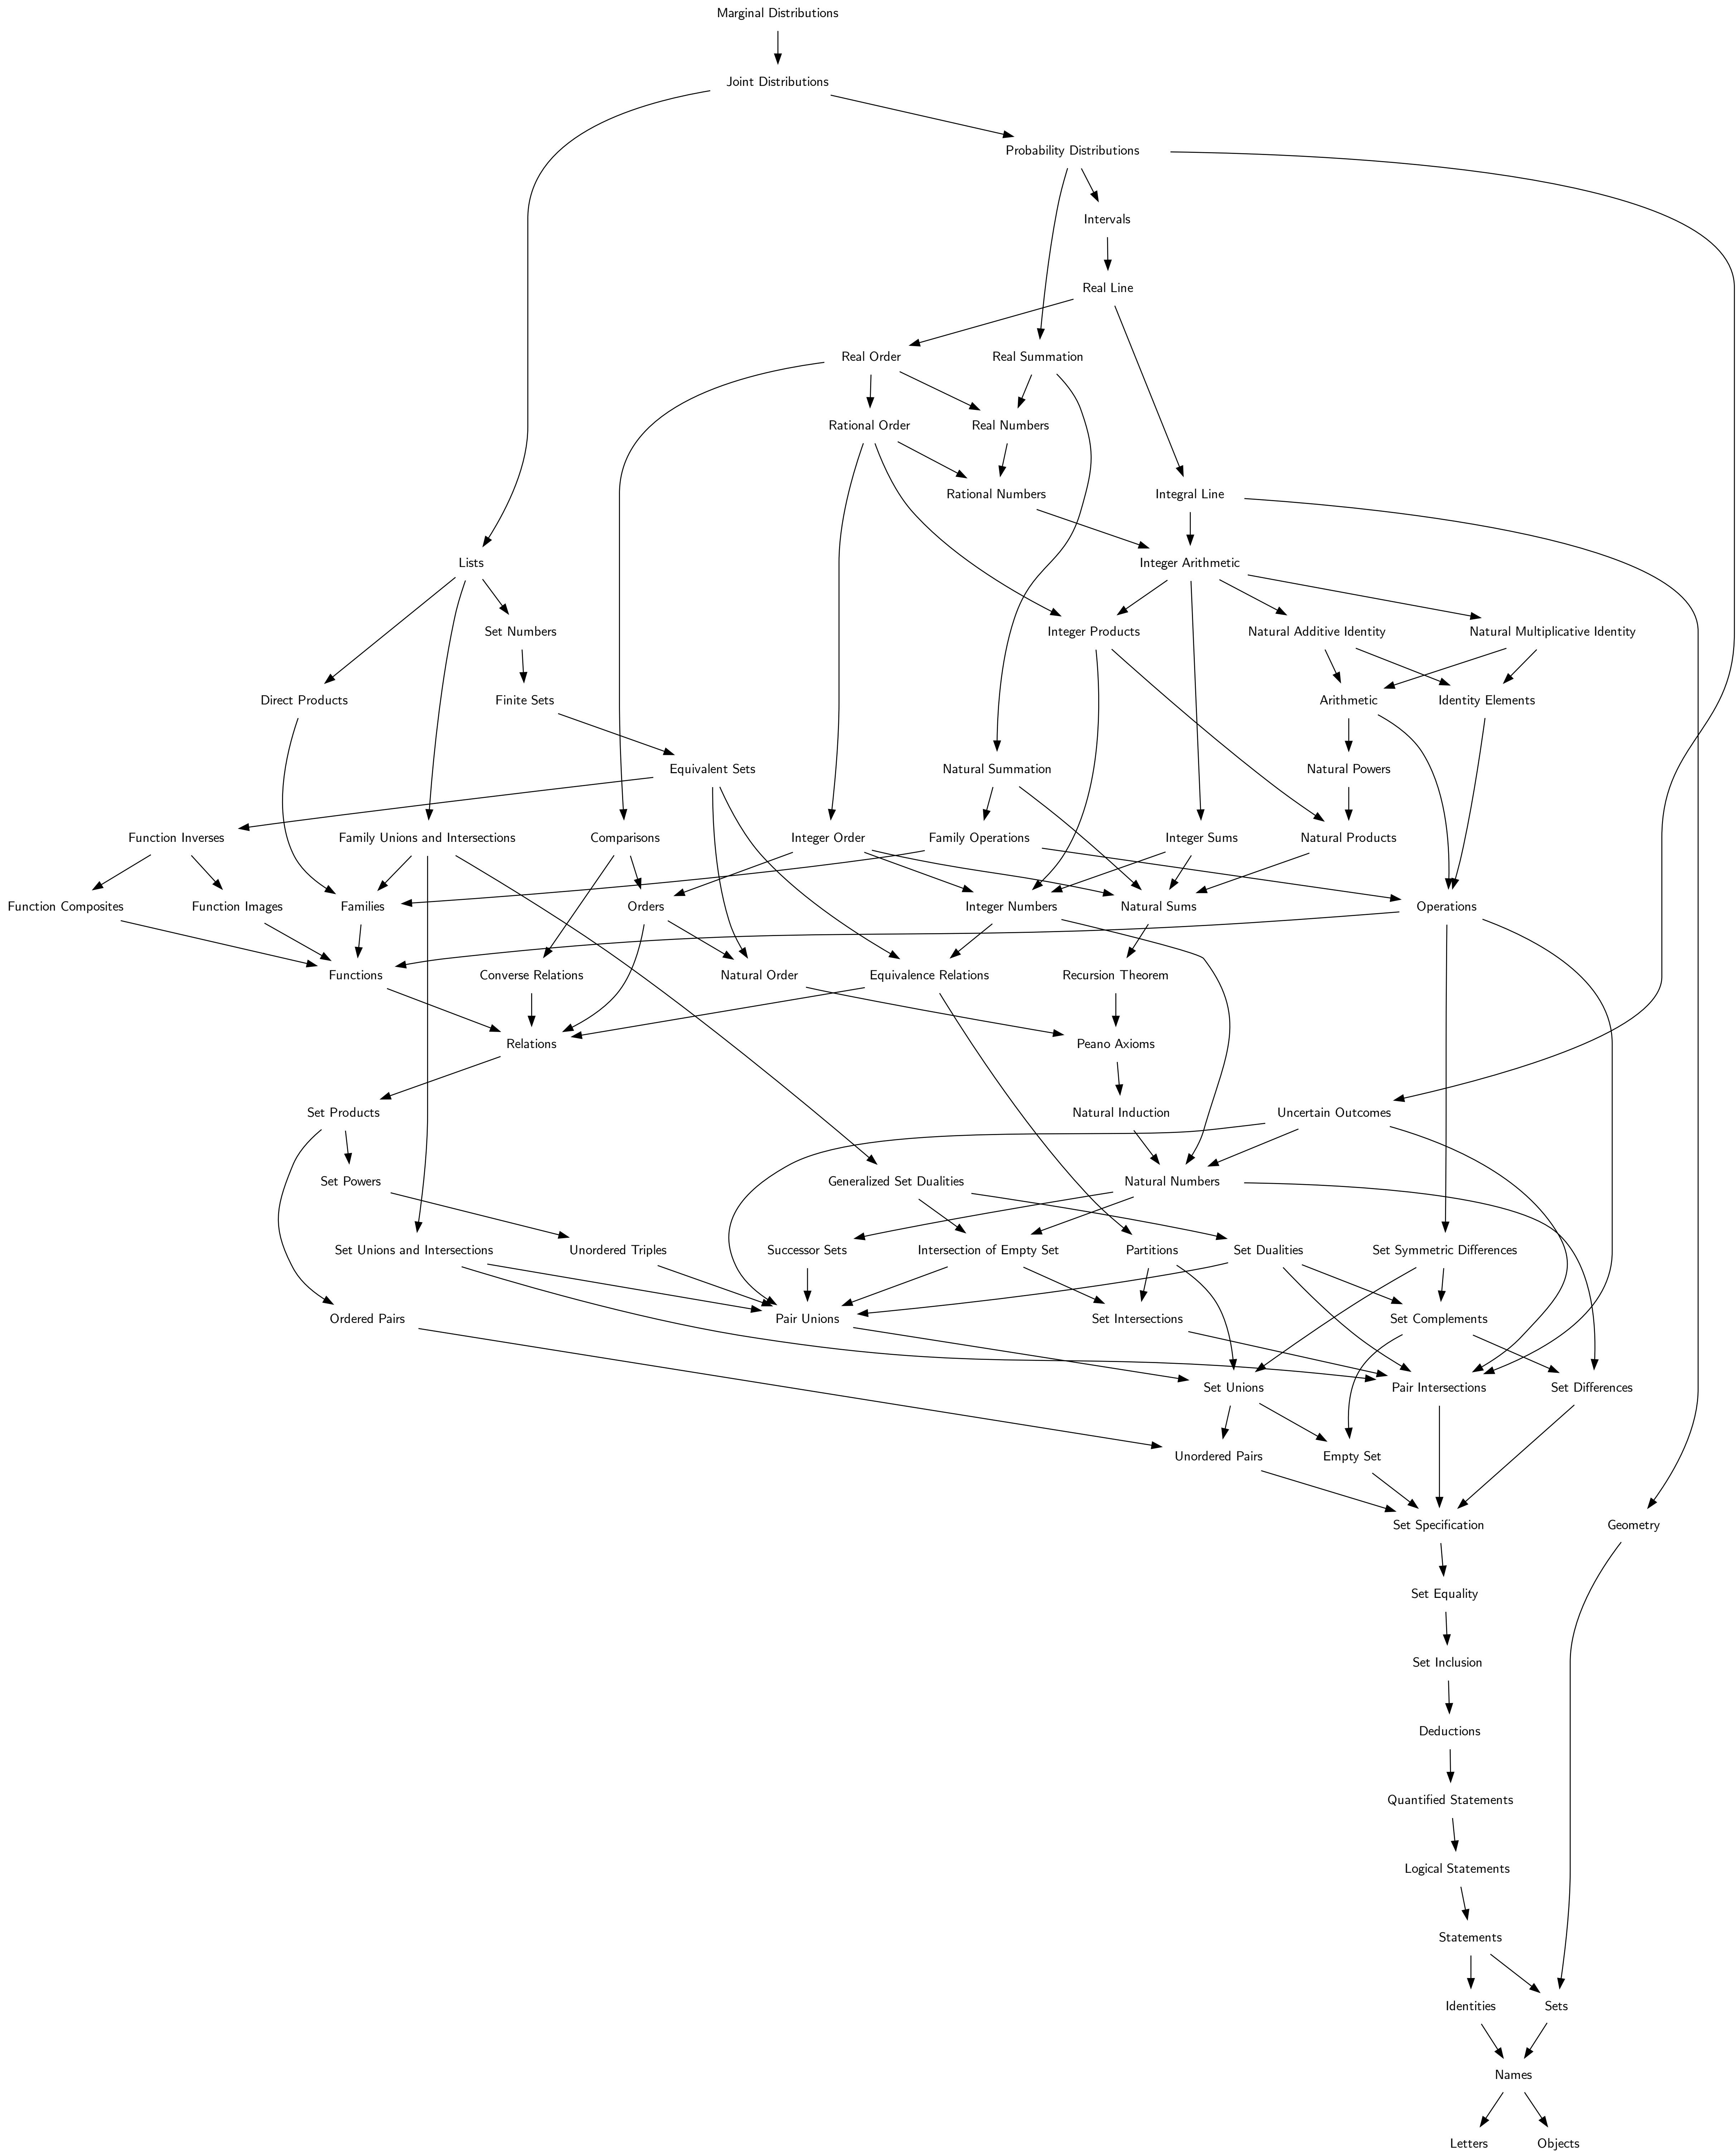 Marginal Distributions
Joint Distributions
Probability Distributions
Intervals
Real Line
Real Order
Real Summation
Rational Order
Real Numbers
Rational Numbers
Integral Line
Lists
Integer Arithmetic
Set Numbers
Integer Products
Natural Additive Identity
Natural Multiplicative Identity
Direct Products
Finite Sets
Arithmetic
Identity Elements
Equivalent Sets
Natural Summation
Natural Powers
Function Inverses
Family Unions and Intersections
Comparisons
Integer Order
Family Operations
Integer Sums
Natural Products
Function Composites
Function Images
Families
Orders
Integer Numbers
Natural Sums
Operations
Functions
Converse Relations
Natural Order
Equivalence Relations
Recursion Theorem
Relations
Peano Axioms
Set Products
Natural Induction
Uncertain Outcomes
Set Powers
Generalized Set Dualities
Natural Numbers
Set Unions and Intersections
Unordered Triples
Successor Sets
Intersection of Empty Set
Partitions
Set Dualities
Set Symmetric Differences
Ordered Pairs
Pair Unions
Set Intersections
Set Complements
Set Unions
Pair Intersections
Set Differences
Unordered Pairs
Empty Set
Set Specification
Geometry
Set Equality
Set Inclusion
Deductions
Quantified Statements
Logical Statements
Statements
Identities
Sets
Names
Letters
Objects